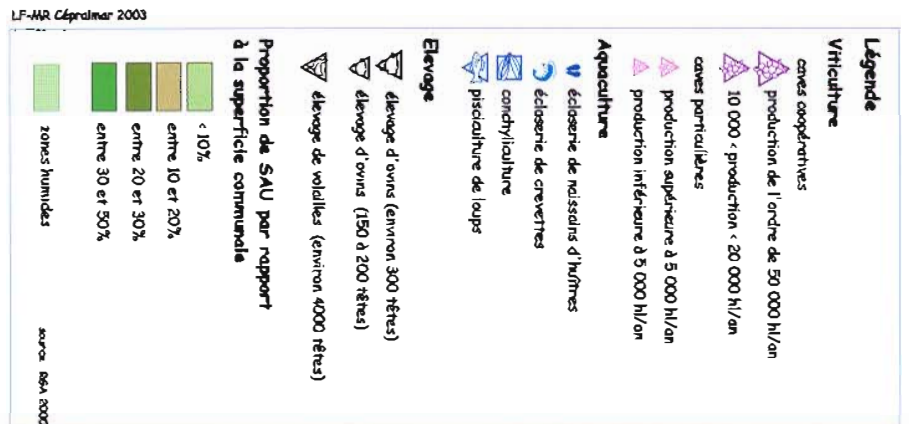 LF-MR Cépralmar 2003
Légende
Viticulture
caves coopératives
production de l'ordre de 50 000 hl/an
10 000 < production < 20 000 hl/an
caves particulières
production supérieure à 5 000 hl/an
production inférieure à 5 000 hl/an
Aquaculture
écloserie de naissains d'huîtres
écloserie de crevettes
conchyliculture
pisciculture de loups
Elevage
élevage d'ovins (environ 300 têtes)
élevage d'ovins (150 à 200 têtes)
élevage de volailles (environ 4000 têtes)
Proportion de SAU par rapport
à la superficie communale
< 10%
entre 10 et 20%
entre 20 et 30%
entre 30 et 50%
zones humides
source RGA 2000